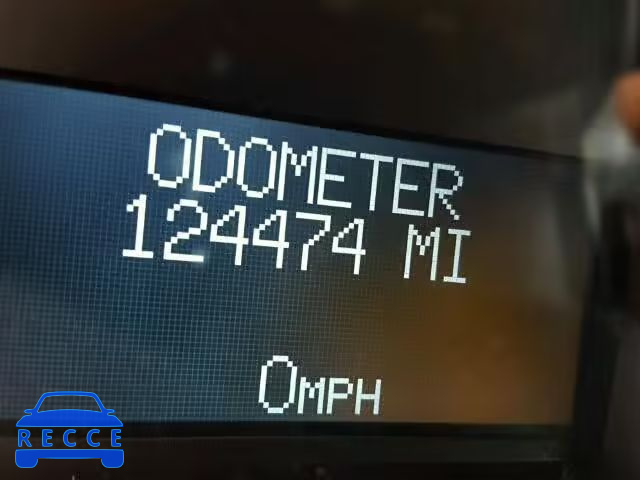 ODOMETER
124474 MI
0MPH
RECCE